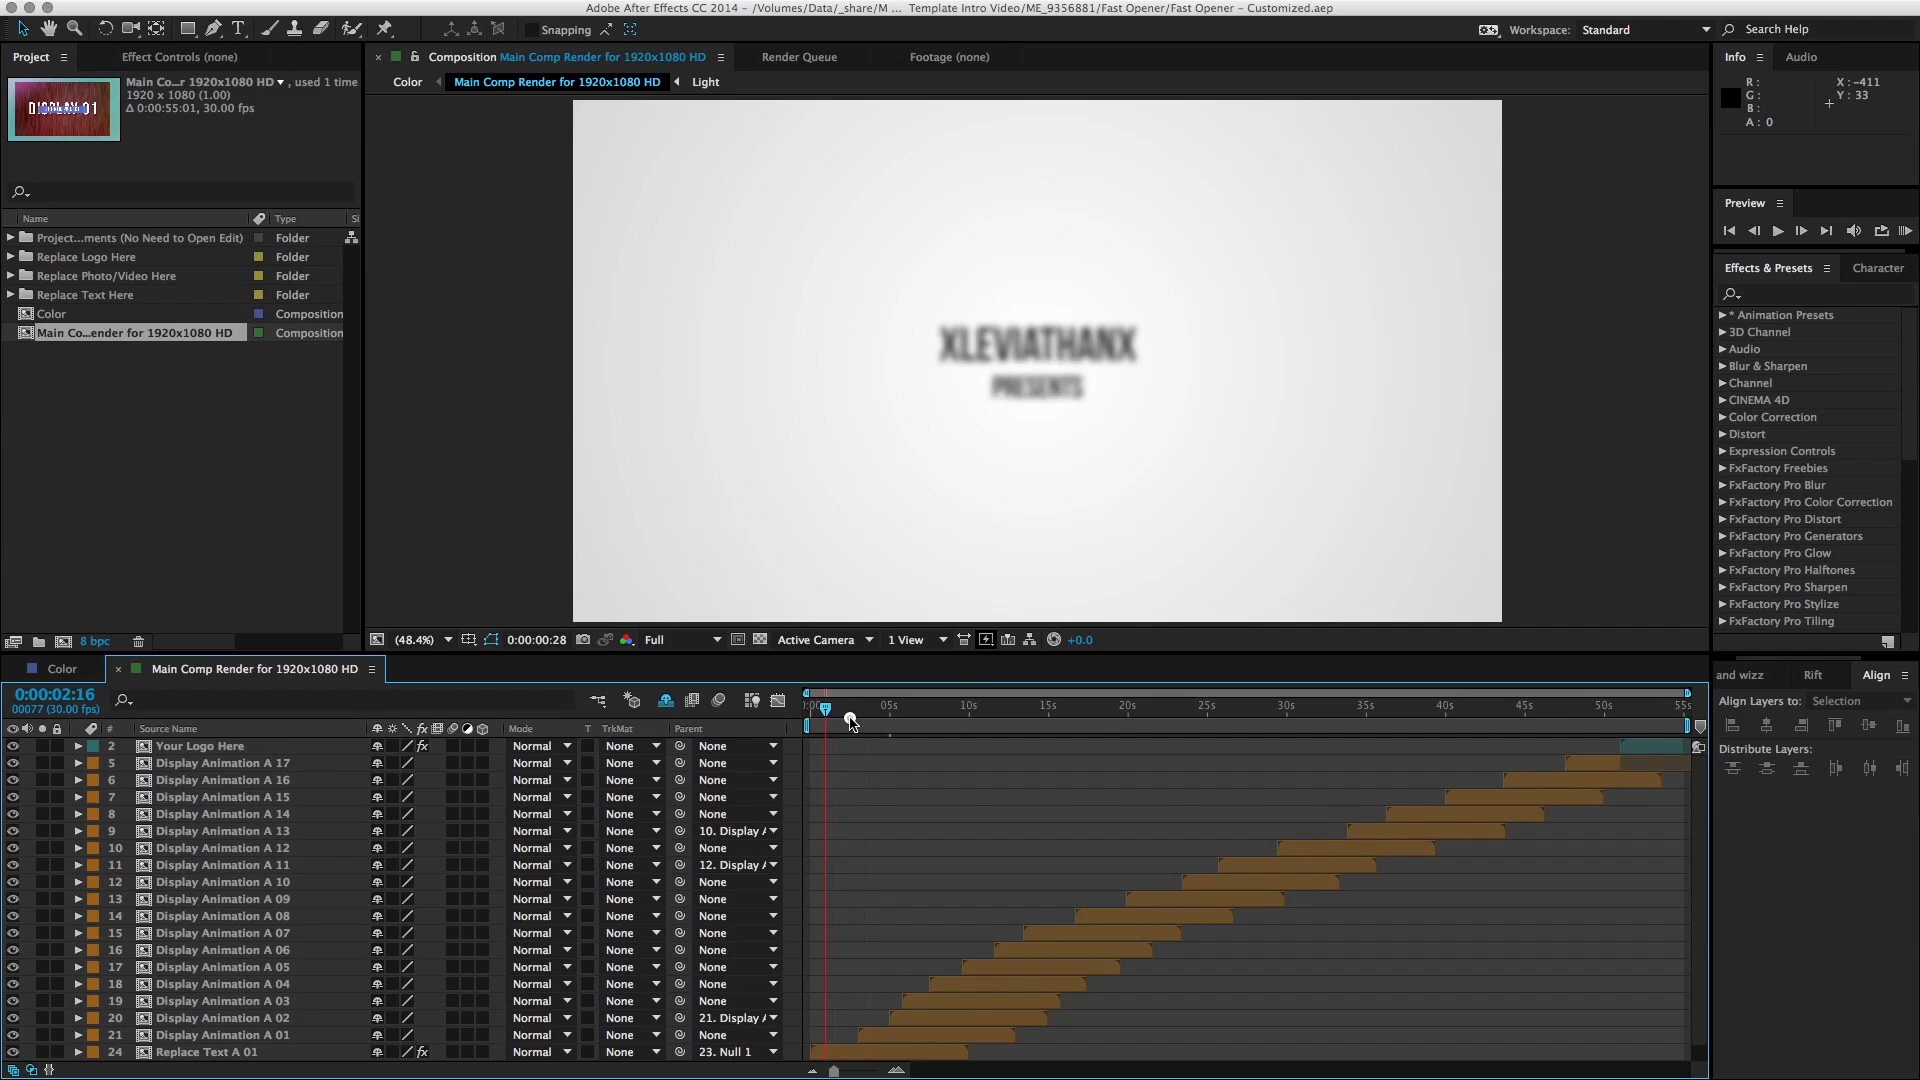 Adobe After Effects CC 2014 - /Volumes/Data/_share/M ... Template Intro Video/ME_9356881/Fast Opener/Fast Opener - Customized.aep
Snapping
Workspace: Standard
Search Help
Project
Effect Controls (none)
Composition Main Comp Render for 1920x1080 HD
Render Queue
Footage (none)
Info
Audio
Color
Main Comp Render for 1920x1080 HD
Light
Main Co...r 1920x1080 HD , used 1 time
1920 x 1080 (1.00)
Δ 0:00:55:01, 30.00 fps
R :
G :
B :
A : 0
X : -411
Y : 33
Preview
Name
Type
Si
Project...ments (No Need to Open Edit) Folder
Replace Logo Here Folder
Replace Photo/Video Here Folder
Replace Text Here Folder
Color Composition
Main Co...ender for 1920x1080 HD Composition
XLEVIATHANX
PRESENTS
Effects & Presets
Character
* Animation Presets
3D Channel
Audio
Blur & Sharpen
Channel
CINEMA 4D
Color Correction
Distort
Expression Controls
FxFactory Freebies
FxFactory Pro Blur
FxFactory Pro Color Correction
FxFactory Pro Distort
FxFactory Pro Generators
FxFactory Pro Glow
FxFactory Pro Halftones
FxFactory Pro Sharpen
FxFactory Pro Stylize
FxFactory Pro Tiling
8 bpc
(48.4%) 0:00:00:28 Full Active Camera 1 View +0.0
Color
Main Comp Render for 1920x1080 HD
and wizz
Rift
Align
0:00:02:16
00077 (30.00 fps)
05s 10s 15s 20s 25s 30s 35s 40s 45s 50s 55s
Align Layers to: Selection
Distribute Layers:
# Source Name Mode T TrkMat Parent
2 Your Logo Here Normal None None
5 Display Animation A 17 Normal None None
6 Display Animation A 16 Normal None None
7 Display Animation A 15 Normal None None
8 Display Animation A 14 Normal None None
9 Display Animation A 13 Normal None 10. Display A
10 Display Animation A 12 Normal None None
11 Display Animation A 11 Normal None 12. Display A
12 Display Animation A 10 Normal None None
13 Display Animation A 09 Normal None None
14 Display Animation A 08 Normal None None
15 Display Animation A 07 Normal None None
16 Display Animation A 06 Normal None None
17 Display Animation A 05 Normal None None
18 Display Animation A 04 Normal None None
19 Display Animation A 03 Normal None None
20 Display Animation A 02 Normal None 21. Display A
21 Display Animation A 01 Normal None None
24 Replace Text A 01 Normal None 23. Null 1